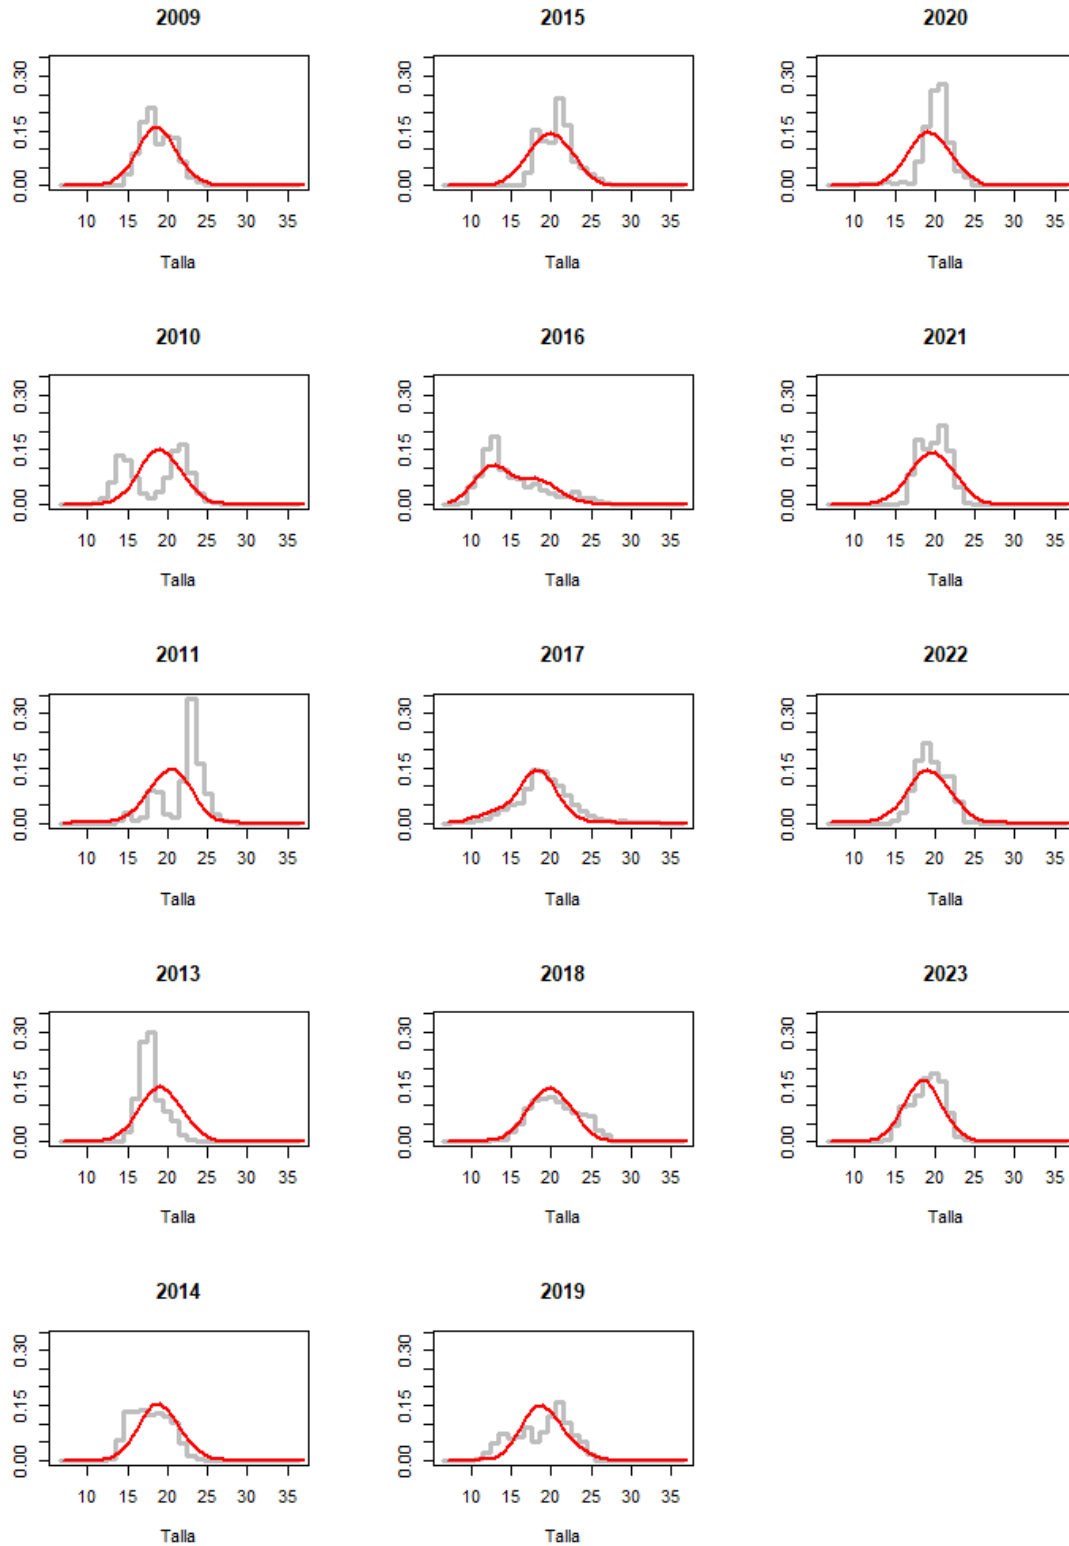 2009 2015 2020
0.00 0.15 0.30 0.00 0.15 0.30 0.00 0.15 0.30
10 15 20 25 30 35 10 15 20 25 30 35 10 15 20 25 30 35
Talla Talla Talla
2010 2016 2021
0.00 0.15 0.30 0.00 0.15 0.30 0.00 0.15 0.30
10 15 20 25 30 35 10 15 20 25 30 35 10 15 20 25 30 35
Talla Talla Talla
2011 2017 2022
0.00 0.15 0.30 0.00 0.15 0.30 0.00 0.15 0.30
10 15 20 25 30 35 10 15 20 25 30 35 10 15 20 25 30 35
Talla Talla Talla
2013 2018 2023
0.00 0.15 0.30 0.00 0.15 0.30 0.00 0.15 0.30
10 15 20 25 30 35 10 15 20 25 30 35 10 15 20 25 30 35
Talla Talla Talla
2014 2019
0.00 0.15 0.30 0.00 0.15 0.30
10 15 20 25 30 35 10 15 20 25 30 35
Talla Talla